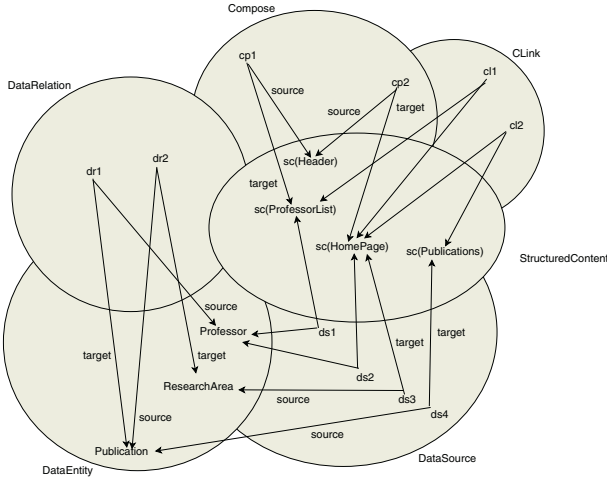 Compose
CLink
cp1
cl1
DataRelation
cp2
source
source
target
cl2
dr2
sc(Header)
dr1
target
sc(ProfessorList)
sc(HomePage)
sc(Publications)
StructuredContent
source
Professor
ds1
target
target
target
target
ds2
ResearchArea
source
ds3
source
ds4
source
Publication
DataEntity
DataSource